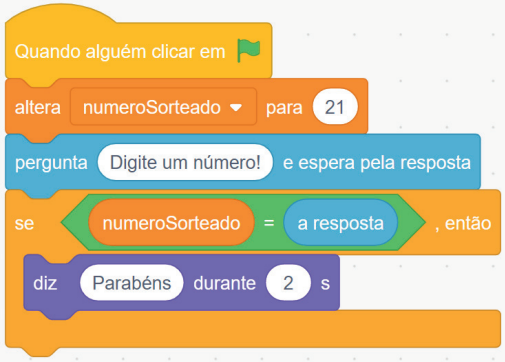 Quando alguém clicar em
altera numeroSorteado para 21
pergunta Digite um número! e espera pela resposta
se numeroSorteado = a resposta , então
diz Parabéns durante 2 s